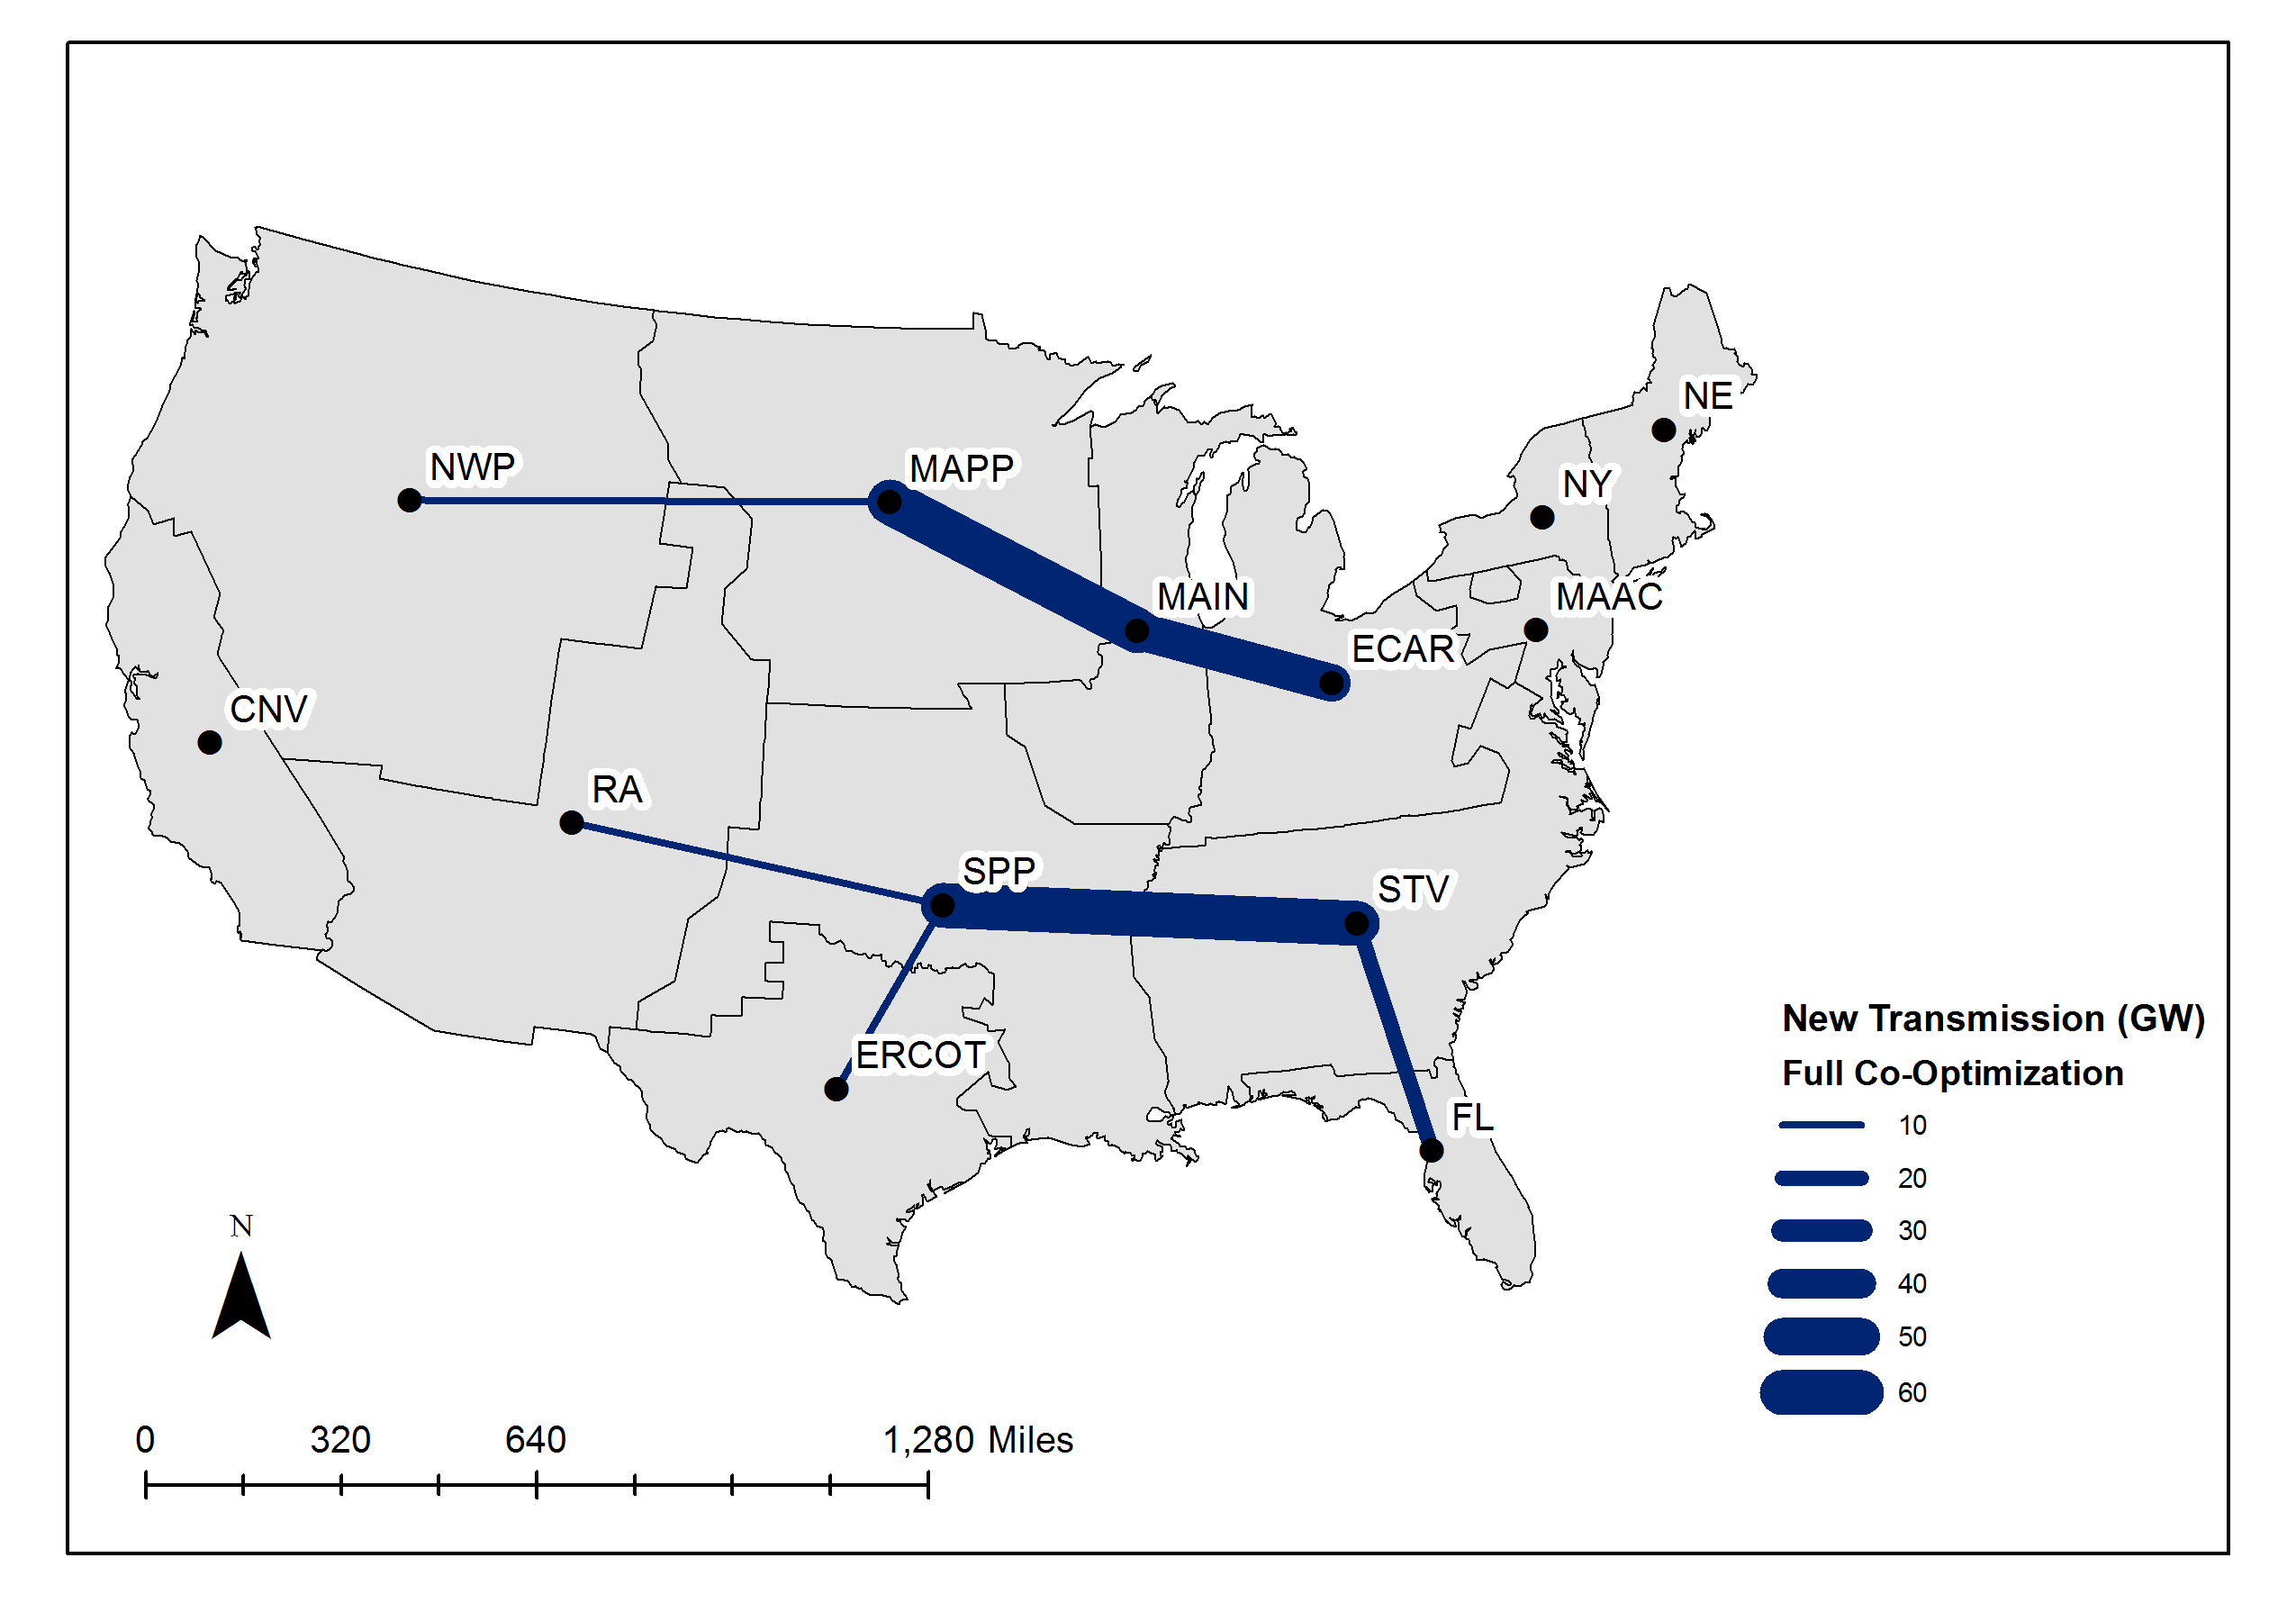 NE
NWP
MAPP
NY
MAIN
MAAC
ECAR
CNV
RA
SPP
STV
ERCOT
FL
New Transmission (GW)
Full Co-Optimization
10
20
30
40
50
60
N
0 320 640 1,280 Miles